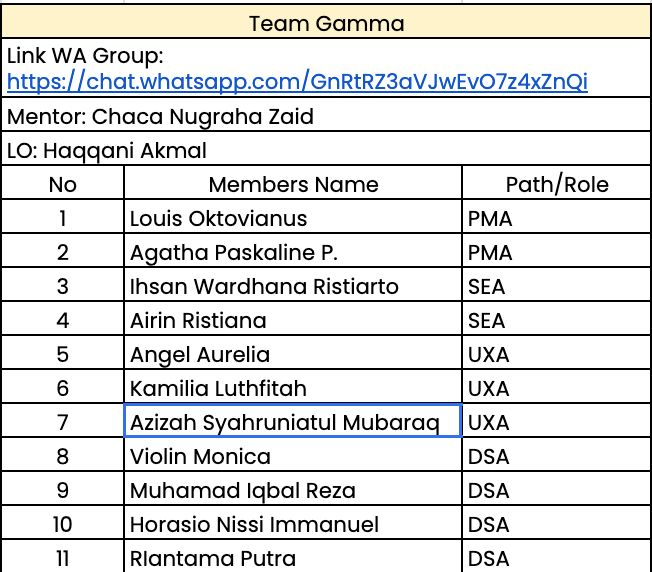 Team Gamma
Link WA Group:
https://chat.whatsapp.com/GnRtRZ3aVJwEvO7z4xZnQi
Mentor: Chaca Nugraha Zaid
LO: Haqqani Akmal
No Members Name Path/Role
1 Louis Oktovianus PMA
2 Agatha Paskaline P. PMA
3 Ihsan Wardhana Ristiarto SEA
4 Airin Ristiana SEA
5 Angel Aurelia UXA
6 Kamilia Luthfitah UXA
7 Azizah Syahruniatul Mubaraq UXA
8 Violin Monica DSA
9 Muhamad Iqbal Reza DSA
10 Horasio Nissi Immanuel DSA
11 RIantama Putra DSA